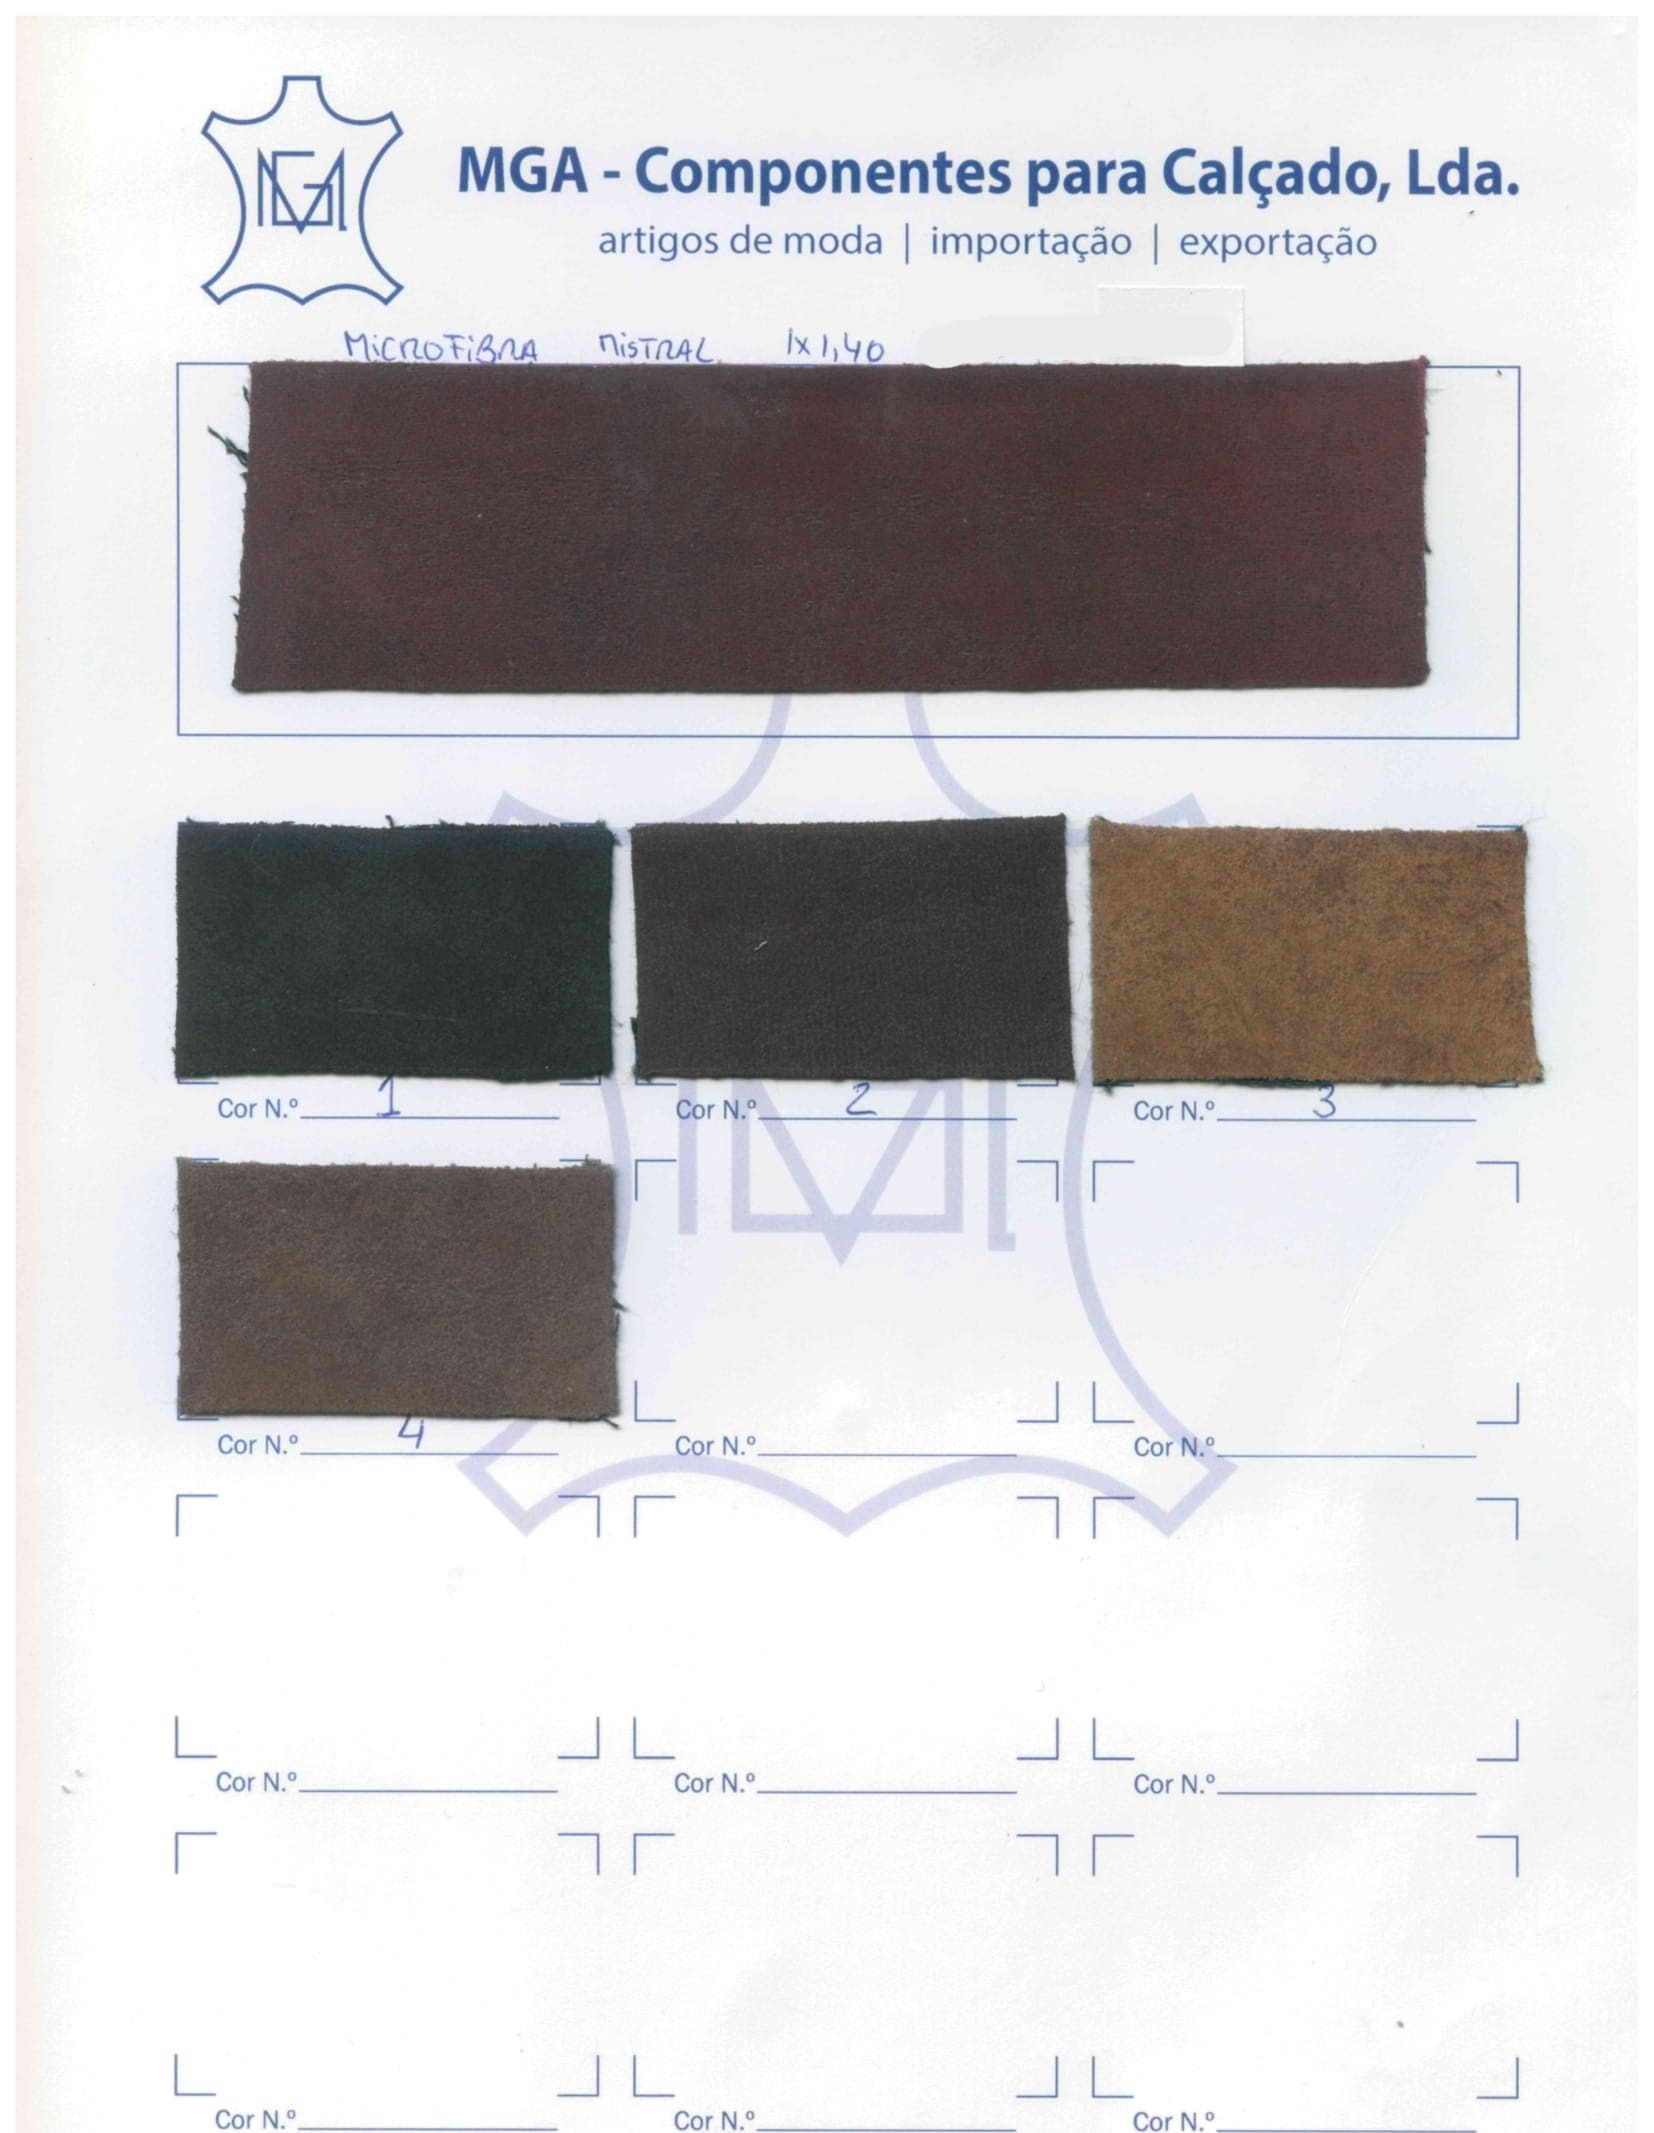 MGA - Componentes para Calçado, Lda.
artigos de moda | importação | exportação
MiCROFiBRA MiSTRAL 1x1,40
Cor N.º 1 Cor N.º 2 Cor N.º 3
Cor N.º 4 Cor N.º Cor N.º
Cor N.º Cor N.º Cor N.º
Cor N.º Cor N.º Cor N.º